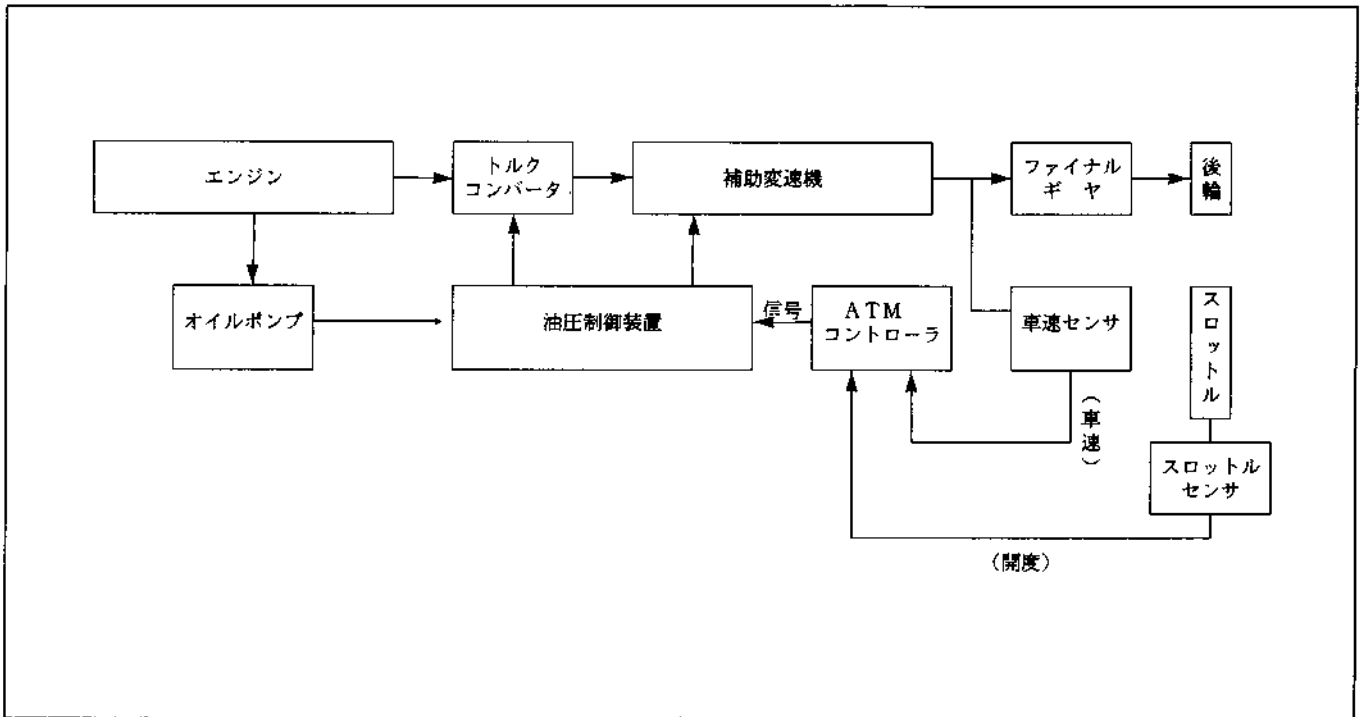 エンジン
トルク
コンバータ
補助変速機
ファイナル
ギヤ
後輪
オイルポンプ
油圧制御装置
信号
ATM
コントローラ
車速センサ
スロットル
(車速)
スロットル
センサ
(開度)